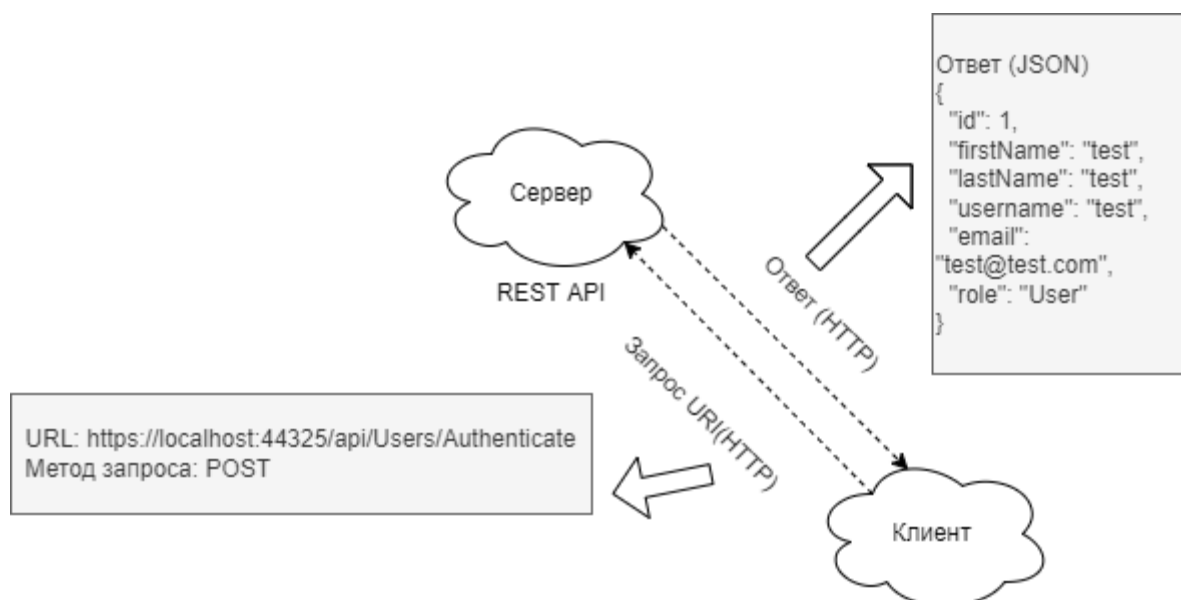 Ответ (JSON)
{
"id": 1,
"firstName": "test",
"lastName": "test",
"username": "test",
"email":
"test@test.com",
"role": "User"
}
Сервер
REST API
Ответ (HTTP)
Запрос URI(HTTP)
URL: https://localhost:44325/api/Users/Authenticate
Метод запроса: POST
Клиент